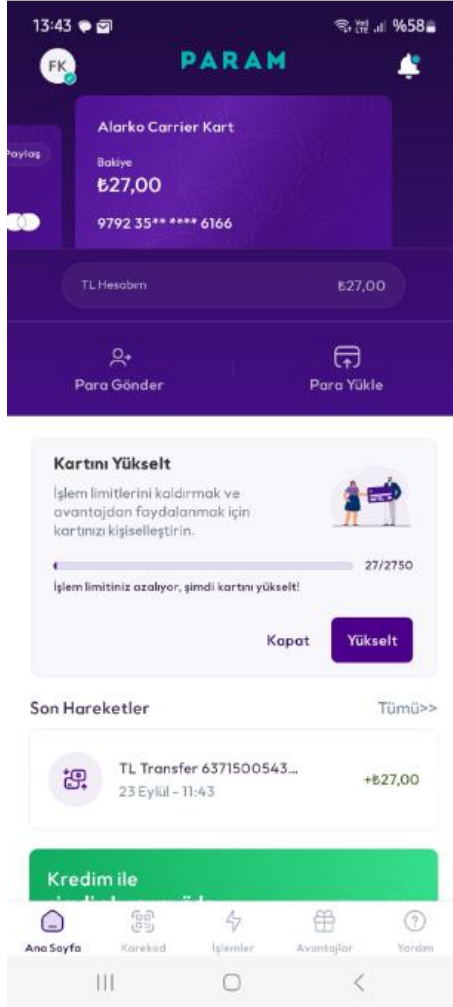 13:43 %58
FK
PARAM
Alarko Carrier Kart
Paylaş
Bakiye
₺27,00
9792 35** **** 6166
TL Hesabım ₺27,00
Para Gönder Para Yükle
Kartını Yükselt
İşlem limitlerini kaldırmak ve
avantajdan faydalanmak için
kartınızı kişiselleştirin.
27/2750
İşlem limitiniz azalıyor, şimdi kartını yükselt!
Kapat Yükselt
Son Hareketler Tümü>>
TL Transfer 6371500543...
23 Eylül - 11:43
+₺27,00
Kredim ile
Ana Sayfa Karekod İşlemler Avantajlar Yardım